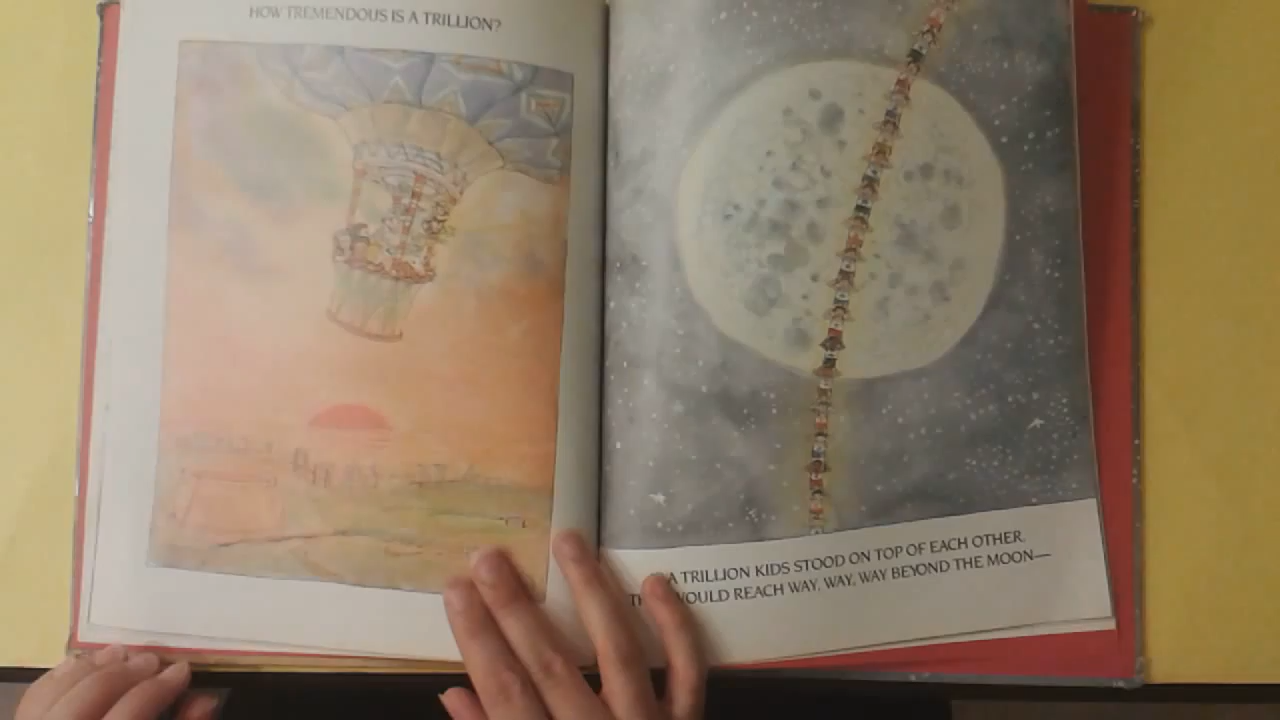 HOW TREMENDOUS IS A TRILLION?
A TRILLION KIDS STOOD ON TOP OF EACH OTHER,
WOULD REACH WAY, WAY, WAY BEYOND THE MOON—